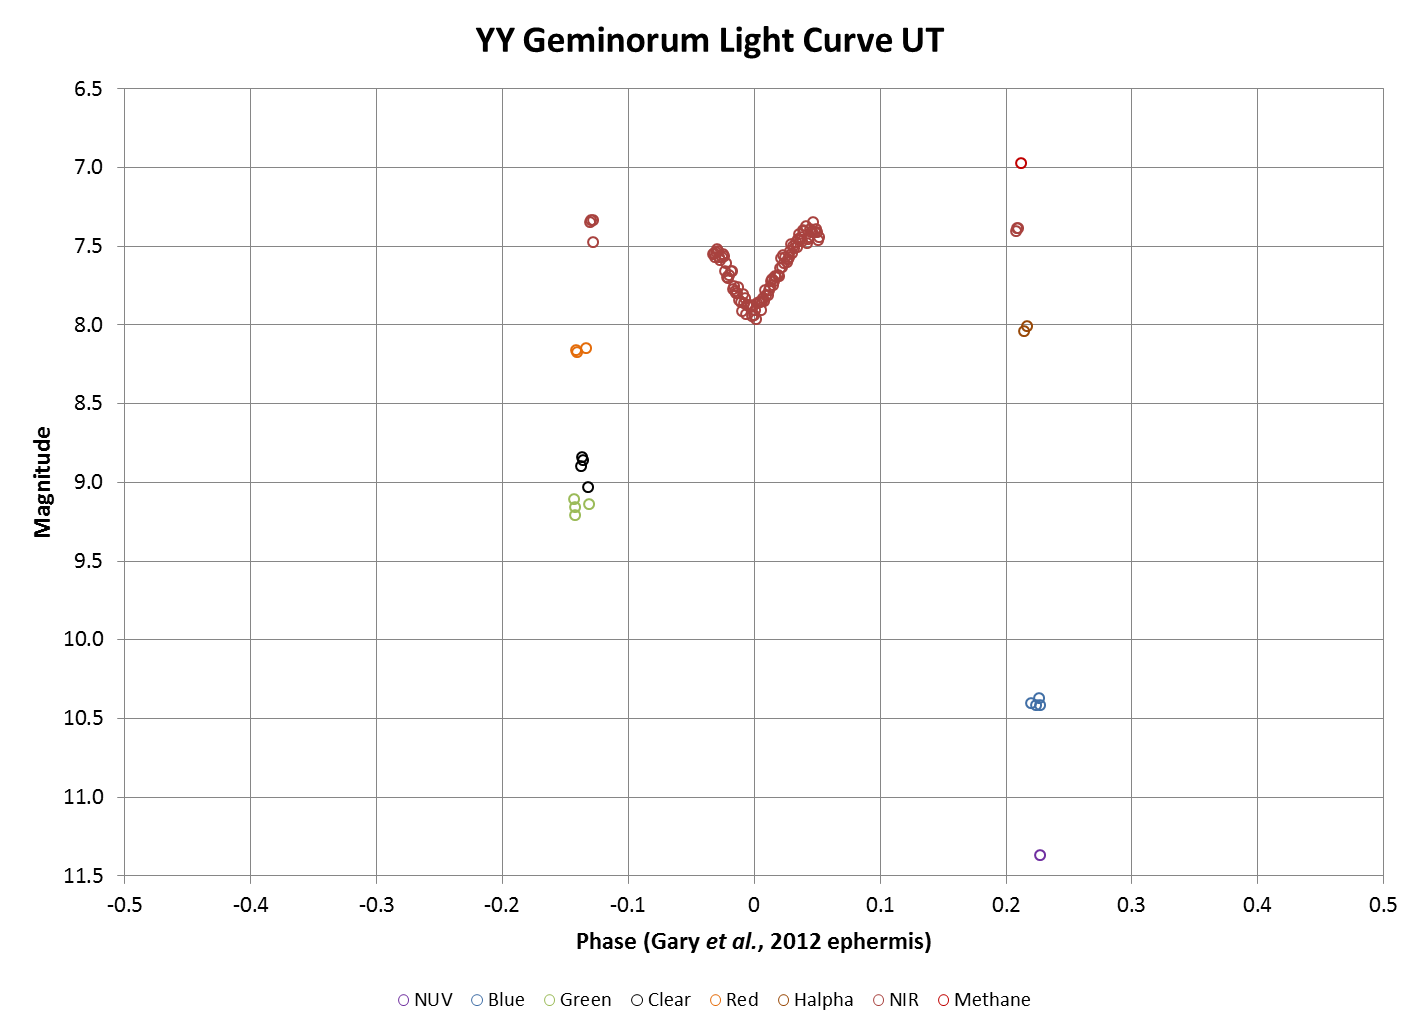 YY Geminorum Light Curve UT
6.5
7.0
7.5
8.0
8.5
9.0
9.5
10.0
10.5
11.0
11.5
Magnitude
-0.5 -0.4 -0.3 -0.2 -0.1 0 0.1 0.2 0.3 0.4 0.5
Phase (Gary et al., 2012 ephermis)
NUV Blue Green Clear Red Halpha NIR Methane